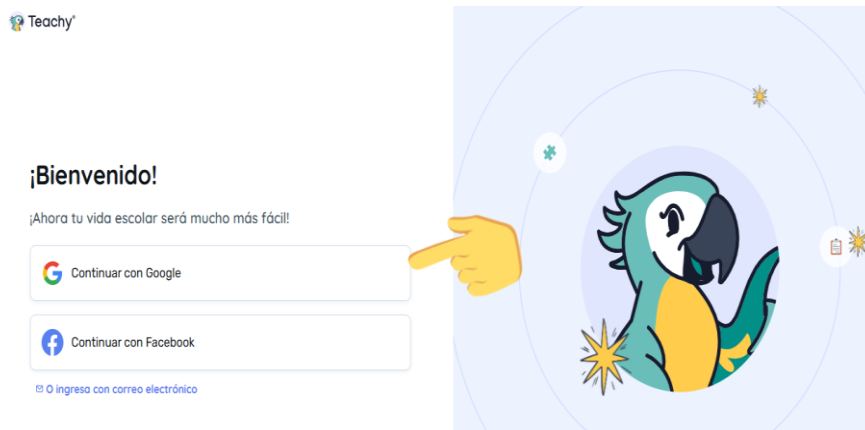 Teachy®
¡Bienvenido!
¡Ahora tu vida escolar será mucho más fácil!
Continuar con Google
Continuar con Facebook
O ingresa con correo electrónico